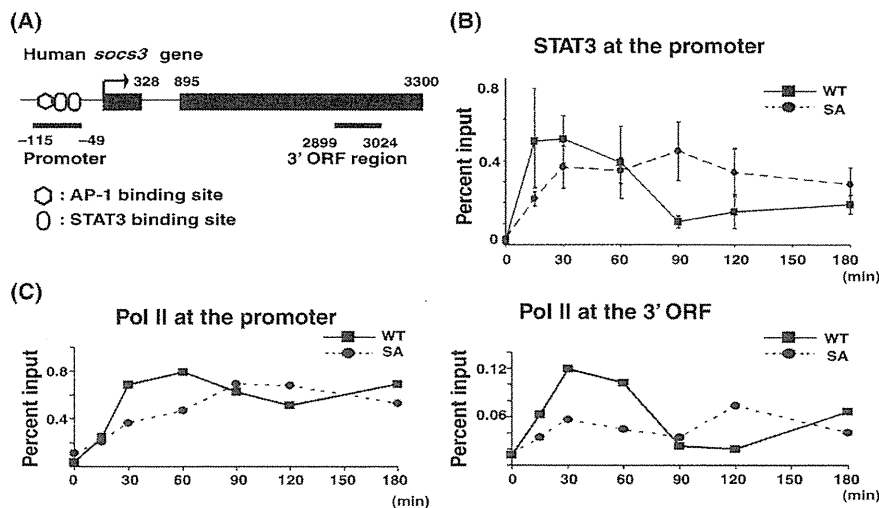 (A)
Human socs3 gene
328 895 3300
−115 −49 2899 3024
Promoter 3' ORF region
: AP-1 binding site
: STAT3 binding site
(B)
STAT3 at the promoter
WT
SA
Percent input
0.8
0.4
0
0 30 60 90 120 150 180
(min)
(C)
Pol II at the promoter
WT
SA
Percent input
0.8
0.4
0 30 60 90 120 150 180
(min)
Pol II at the 3' ORF
WT
SA
Percent input
0.12
0.06
0 30 60 90 120 150 180
(min)